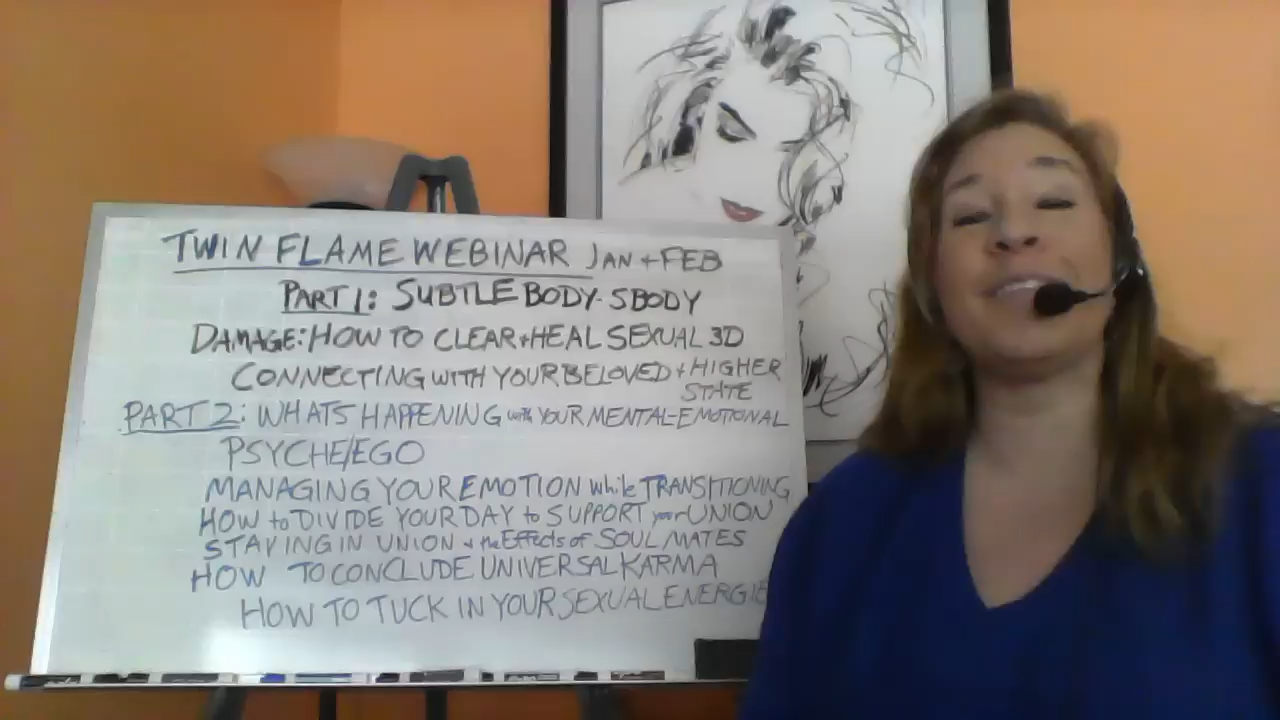 TWIN FLAME WEBINAR JAN + FEB
PART 1: SUBTLE BODY - SBODY
DAMAGE: HOW TO CLEAR + HEAL SEXUAL 3D
CONNECTING WITH YOUR BELOVED + HIGHER
STATE
PART 2: WHATS HAPPENING with YOUR MENTAL-EMOTIONAL
PSYCHE/EGO
MANAGING YOUR EMOTION while TRANSITIONING
HOW to DIVIDE YOUR DAY to SUPPORT your UNION
STAYING IN UNION + the Effects of SOUL MATES
HOW TO CONCLUDE UNIVERSAL KARMA
HOW TO TUCK IN YOUR SEXUAL ENERGIE